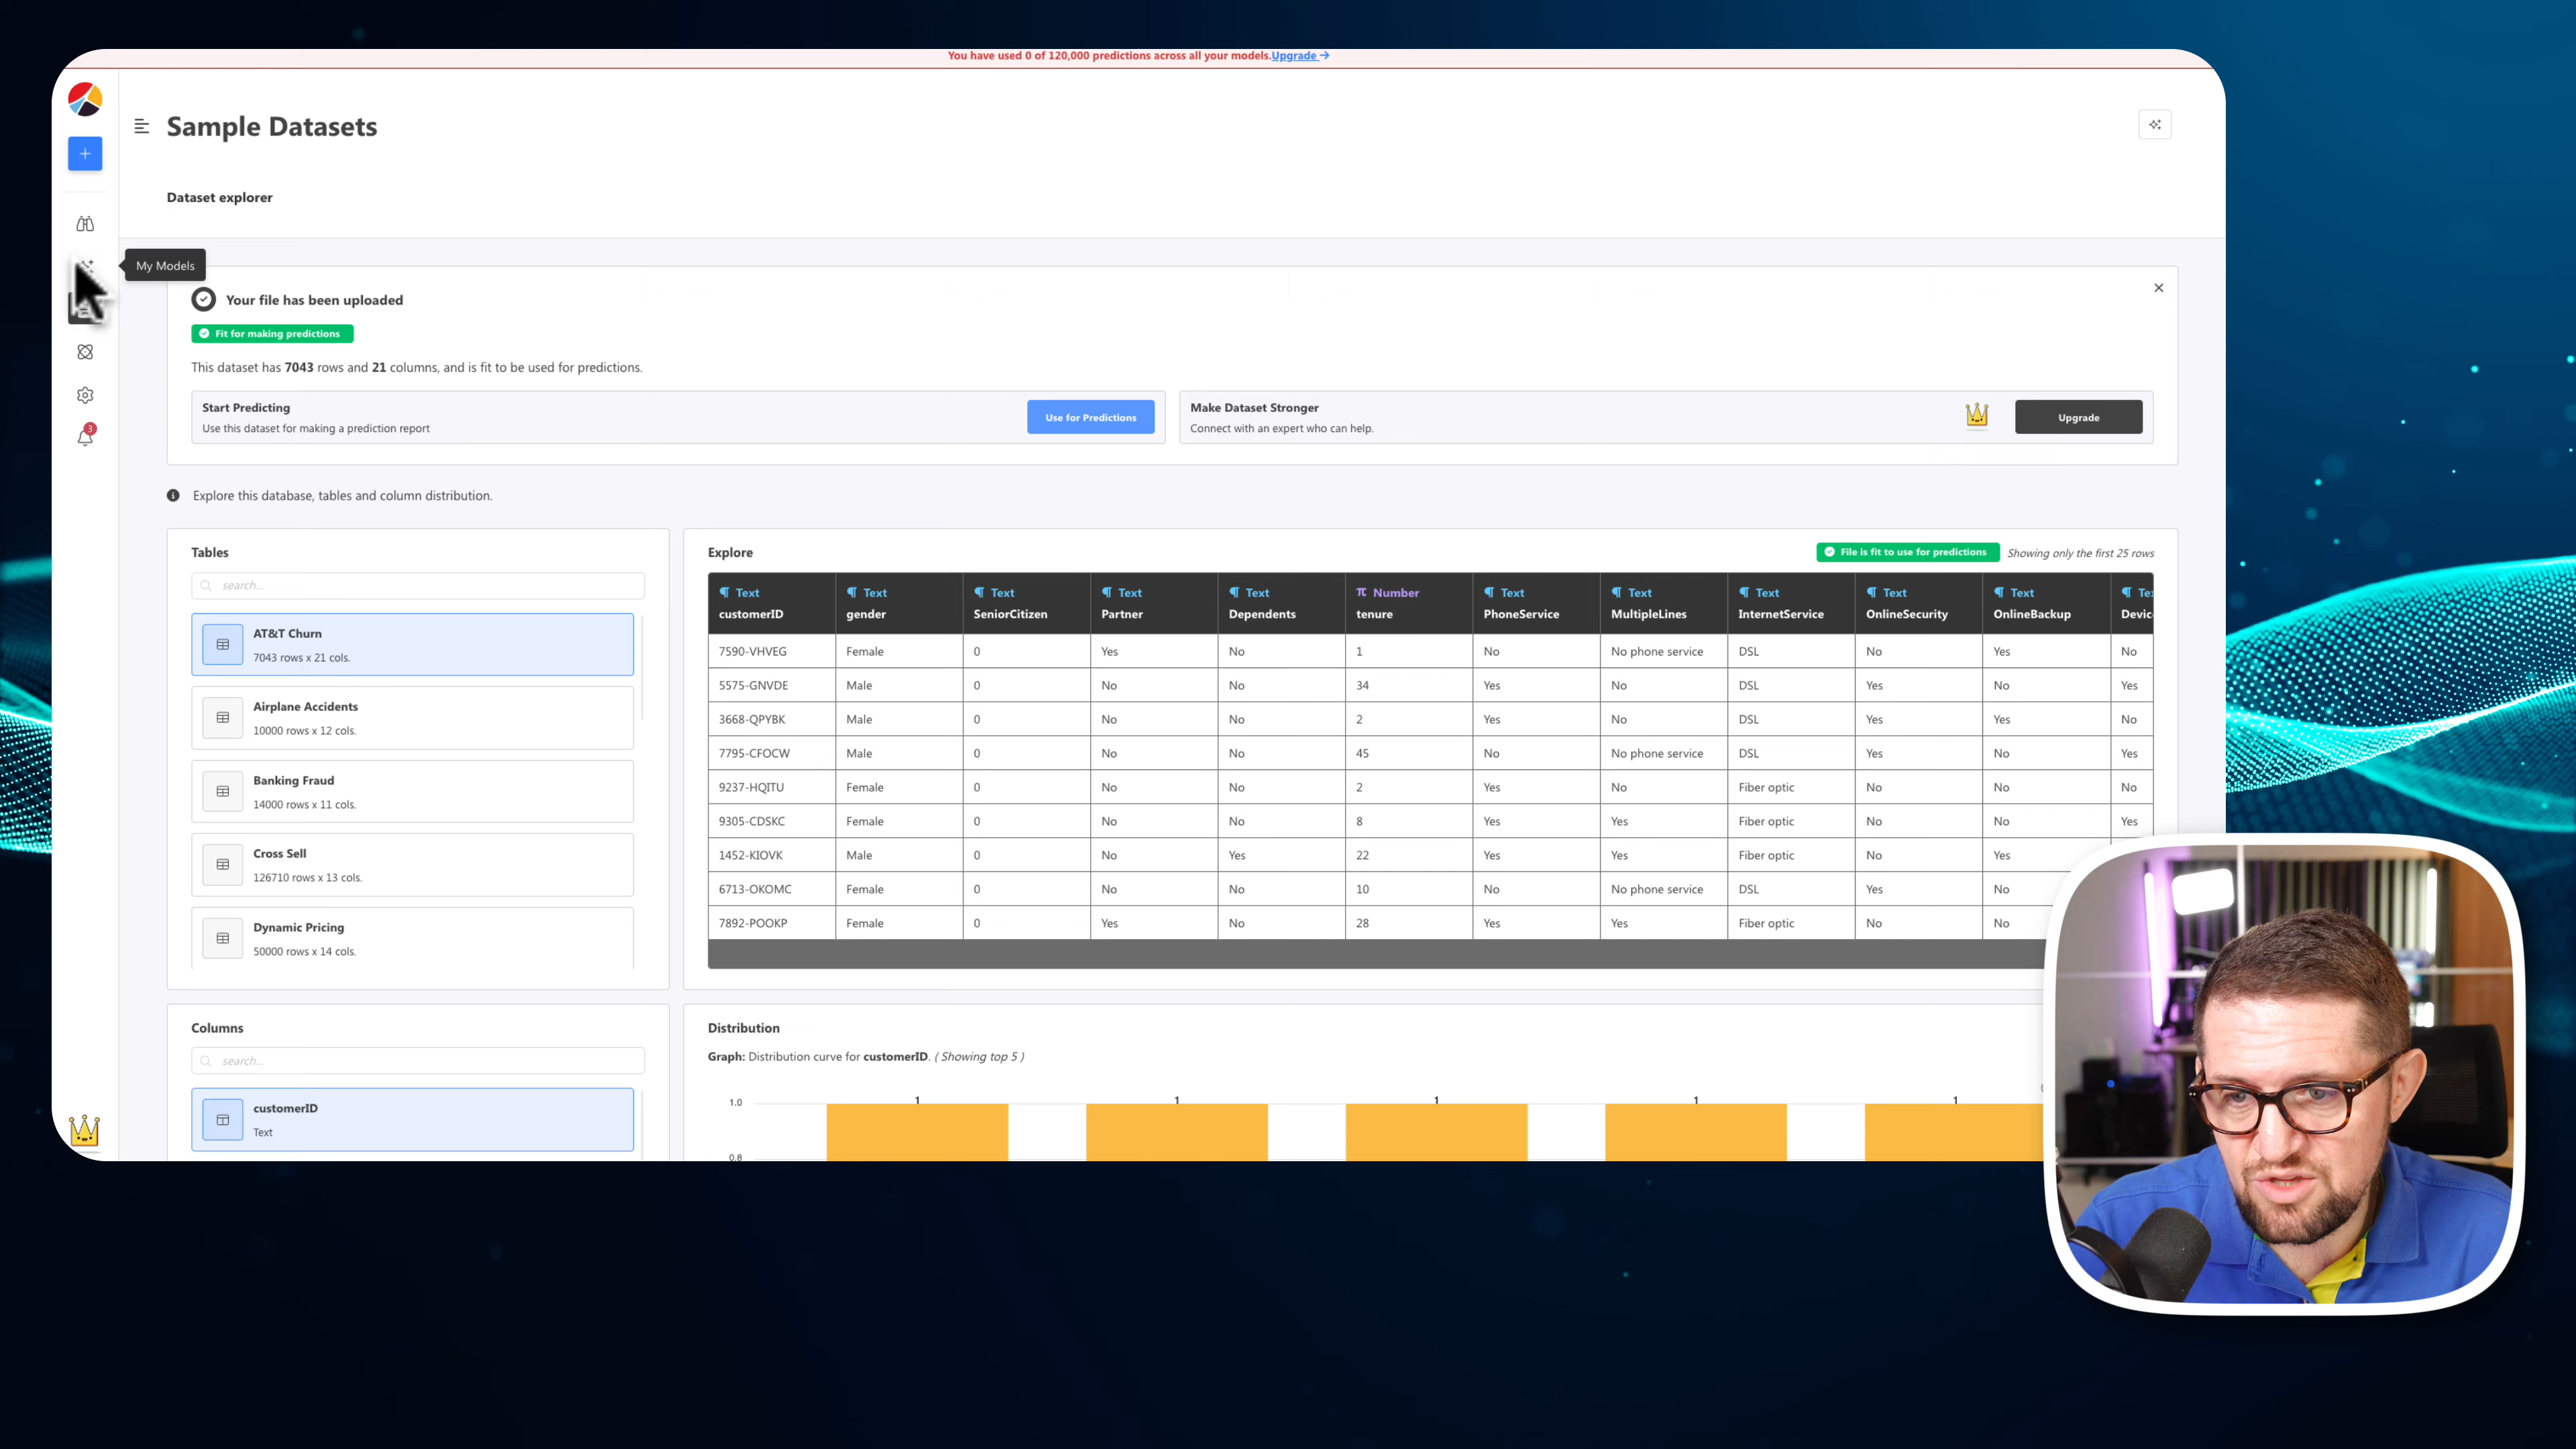 You have used 0 of 120,000 predictions across all your models. Upgrade →
Sample Datasets
Dataset explorer
My Models
Your file has been uploaded
Fit for making predictions
This dataset has 7043 rows and 21 columns, and is fit to be used for predictions.
3
Start Predicting
Use this dataset for making a prediction report
Use for Predictions
Make Dataset Stronger
Connect with an expert who can help.
Upgrade
Explore this database, tables and column distribution.
Tables
search...
AT&T Churn
7043 rows x 21 cols.
Airplane Accidents
10000 rows x 12 cols.
Banking Fraud
14000 rows x 11 cols.
Cross Sell
126710 rows x 13 cols.
Dynamic Pricing
50000 rows x 14 cols.
Explore
File is fit to use for predictions
Showing only the first 25 rows
¶ Text ¶ Text ¶ Text ¶ Text ¶ Text π Number ¶ Text ¶ Text ¶ Text ¶ Text ¶ Text ¶ Te
customerID gender SeniorCitizen Partner Dependents tenure PhoneService MultipleLines InternetService OnlineSecurity OnlineBackup Devic
7590-VHVEG Female 0 Yes No 1 No No phone service DSL No Yes No
5575-GNVDE Male 0 No No 34 Yes No DSL Yes No Yes
3668-QPYBK Male 0 No No 2 Yes No DSL Yes Yes No
7795-CFOCW Male 0 No No 45 No No phone service DSL Yes No Yes
9237-HQITU Female 0 No No 2 Yes No Fiber optic No No No
9305-CDSKC Female 0 No No 8 Yes Yes Fiber optic No No Yes
1452-KIOVK Male 0 No Yes 22 Yes Yes Fiber optic No Yes
6713-OKOMC Female 0 No No 10 No No phone service DSL Yes No
7892-POOKP Female 0 Yes No 28 Yes Yes Fiber optic No No
Columns
search...
customerID
Text
Distribution
Graph: Distribution curve for customerID. ( Showing top 5 )
1.0
0.8
1 1 1 1 1